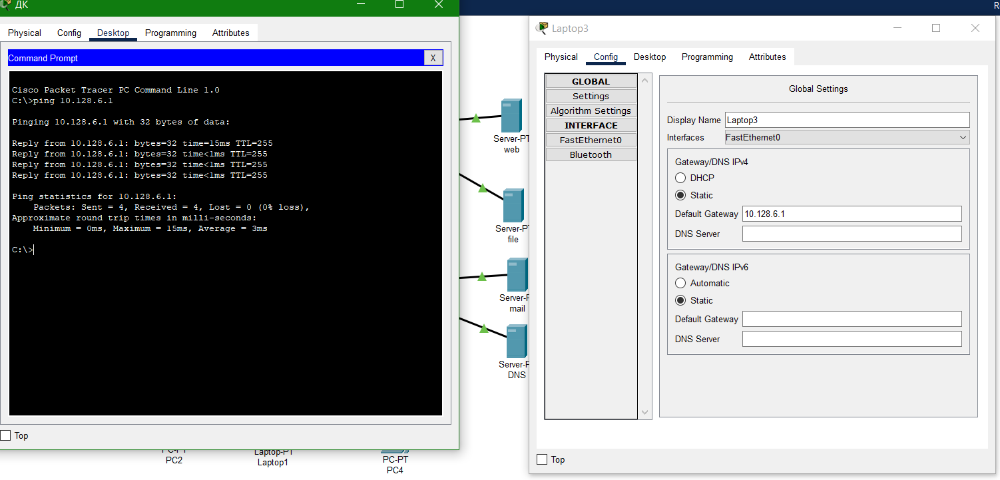 ДК
Physical Config Desktop Programming Attributes
Command Prompt X
Cisco Packet Tracer PC Command Line 1.0
C:\>ping 10.128.6.1
Pinging 10.128.6.1 with 32 bytes of data:
Reply from 10.128.6.1: bytes=32 time=15ms TTL=255
Reply from 10.128.6.1: bytes=32 time<1ms TTL=255
Reply from 10.128.6.1: bytes=32 time<1ms TTL=255
Reply from 10.128.6.1: bytes=32 time<1ms TTL=255
Ping statistics for 10.128.6.1:
Packets: Sent = 4, Received = 4, Lost = 0 (0% loss),
Approximate round trip times in milli-seconds:
Minimum = 0ms, Maximum = 15ms, Average = 3ms
C:\>
Top
PC-PT
PC2
Laptop-PT
Laptop1
PC-PT
PC4
Server-PT
web
Server-PT
file
Server-P
mail
Server-P
DNS
R
Laptop3
Physical Config Desktop Programming Attributes
GLOBAL
Settings
Algorithm Settings
INTERFACE
FastEthernet0
Bluetooth
Global Settings
Display Name Laptop3
Interfaces FastEthernet0
Gateway/DNS IPv4
DHCP
Static
Default Gateway 10.128.6.1
DNS Server
Gateway/DNS IPv6
Automatic
Static
Default Gateway
DNS Server
Top